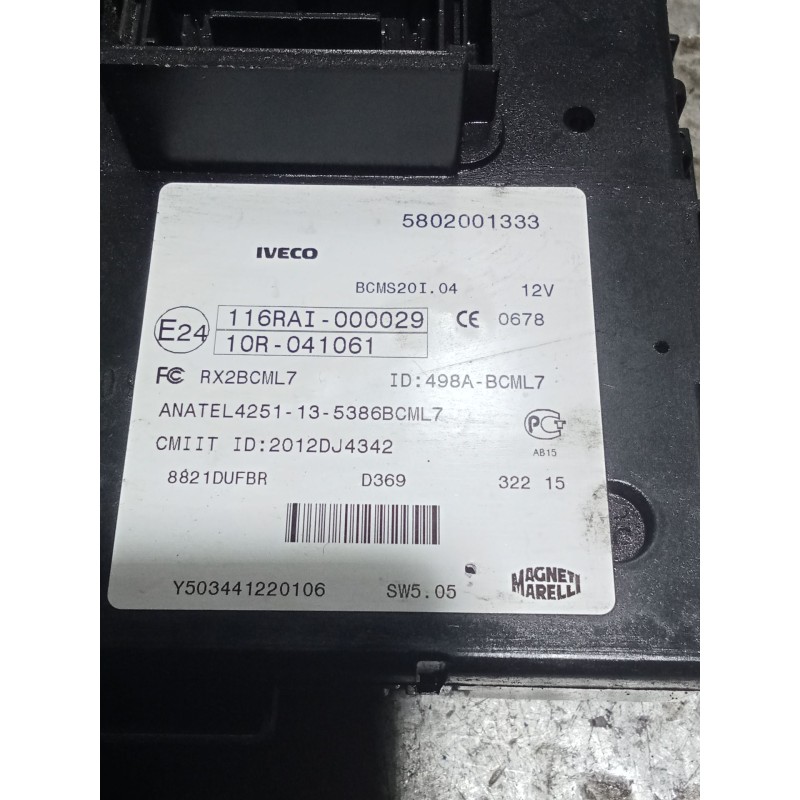 5802001333
IVECO
BCMS20I.04 12V
E24 116RAI-000029 CE 0678
10R-041061
FC RX2BCML7 ID:498A-BCML7
ANATEL4251-13-5386BCML7
CMIIT ID:2012DJ4342 PCT
AB15
8821DUFBR D369 322 15
Y503441220106 SW5.05 MAGNETI
MARELLI